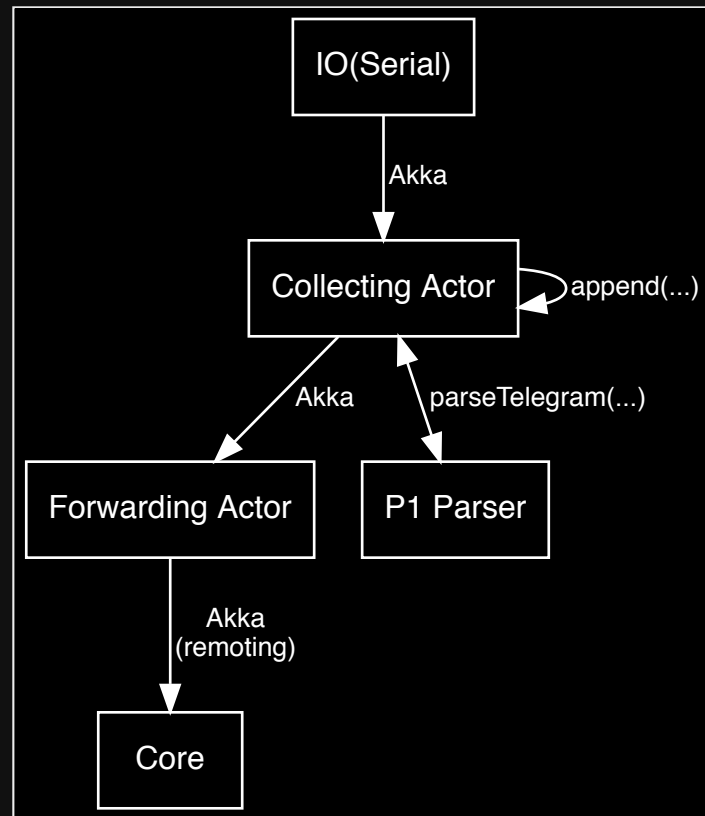 IO(Serial)
Akka
Collecting Actor
append(...)
Akka
parseTelegram(...)
Forwarding Actor
P1 Parser
Akka
(remoting)
Core